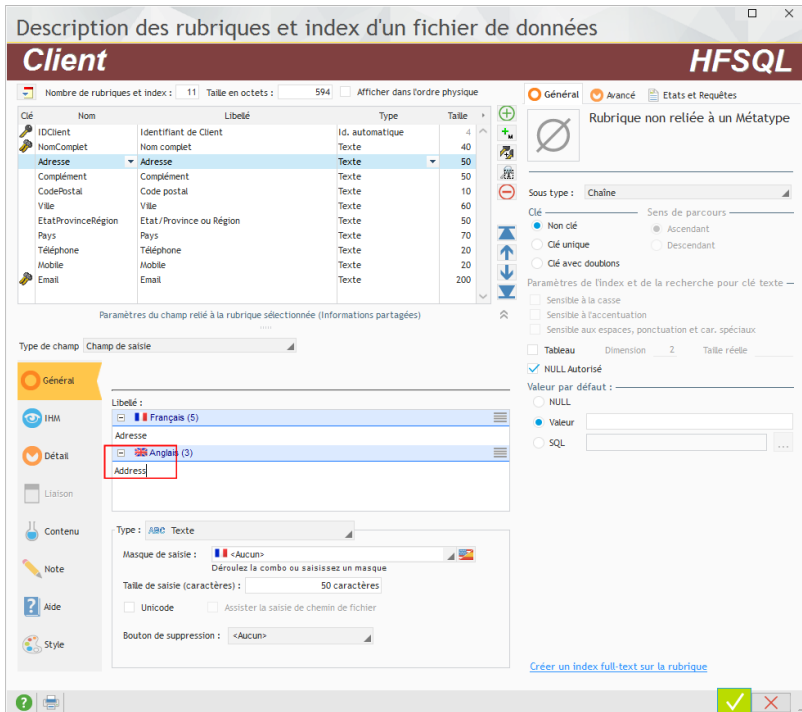 Description des rubriques et index d'un fichier de données
Client HFSQL
Nombre de rubriques et index : 11 Taille en octets : 594 Afficher dans l'ordre physique
Clé Nom Libellé Type Taille
IDClient Identifiant de Client Id. automatique 4
NomComplet Nom complet Texte 40
Adresse Adresse Texte 50
Complément Complément Texte 50
CodePostal Code postal Texte 10
Ville Ville Texte 60
EtatProvinceRégion Etat/Province ou Région Texte 50
Pays Pays Texte 70
Téléphone Téléphone Texte 20
Mobile Mobile Texte 20
Email Email Texte 200
Paramètres du champ relié à la rubrique sélectionnée (Informations partagées)
Type de champ Champ de saisie
Général
IHM
Détail
Liaison
Contenu
Note
Aide
Style
Libellé :
Français (5)
Adresse
Anglais (3)
Address
Type : ABC Texte
Masque de saisie : <Aucun>
Déroulez la combo ou saisissez un masque
Taille de saisie (caractères) : 50 caractères
Unicode Assister la saisie de chemin de fichier
Bouton de suppression : <Aucun>
Général Avancé Etats et Requêtes
Rubrique non reliée à un Métatype
Sous type : Chaîne
Clé Sens de parcours
Non clé Ascendant
Clé unique Descendant
Clé avec doublons
Paramètres de l'index et de la recherche pour clé texte
Sensible à la casse
Sensible à l'accentuation
Sensible aux espaces, ponctuation et car. spéciaux
Tableau Dimension 2 Taille réelle
NULL Autorisé
Valeur par défaut :
NULL
Valeur
SQL ...
Créer un index full-text sur la rubrique